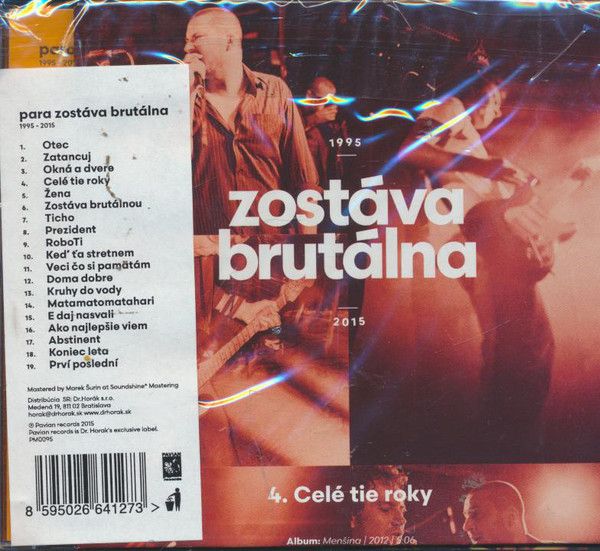 para
1995 - 2015
para zostáva brutálna
1995 - 2015
1. Otec
2. Zatancuj
3. Okná a dvere
4. Celé tie roky
5. Žena
6. Zostáva brutálnou
7. Ticho
8. Prezident
9. RoboTi
10. Keď ťa stretnem
11. Veci čo si pamätám
12. Doma dobre
13. Kruhy do vody
14. Matamatomatahari
15. E daj nasvali
16. Ako najlepšie viem
17. Abstinent
18. Koniec leta
19. Prví poslední
Mastered by Marek Šurin at Soundshine® Mastering
Distribúcia SR: Dr.Horák s.r.o.
Medená 19, 811 02 Bratislava
horak@drhorak.sk www.drhorak.sk
℗ Pavian records 2015
Pavian records is Dr. Horak's exclusive label.
PM0095
8 595026 641273 >
1995
zostáva
brutálna
2015
4. Celé tie roky
Album: Menšina | 2012 | 5:06